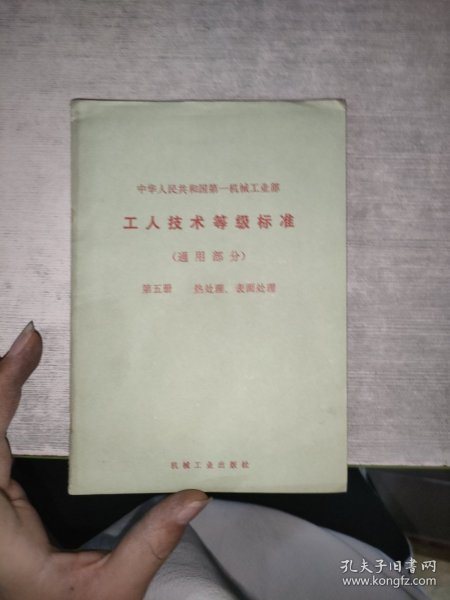 中华人民共和国第一机械工业部
工人技术等级标准
(通用部分)
第五册 热处理、表面处理
机械工业出版社
孔夫子旧书网
www.kongfz.com